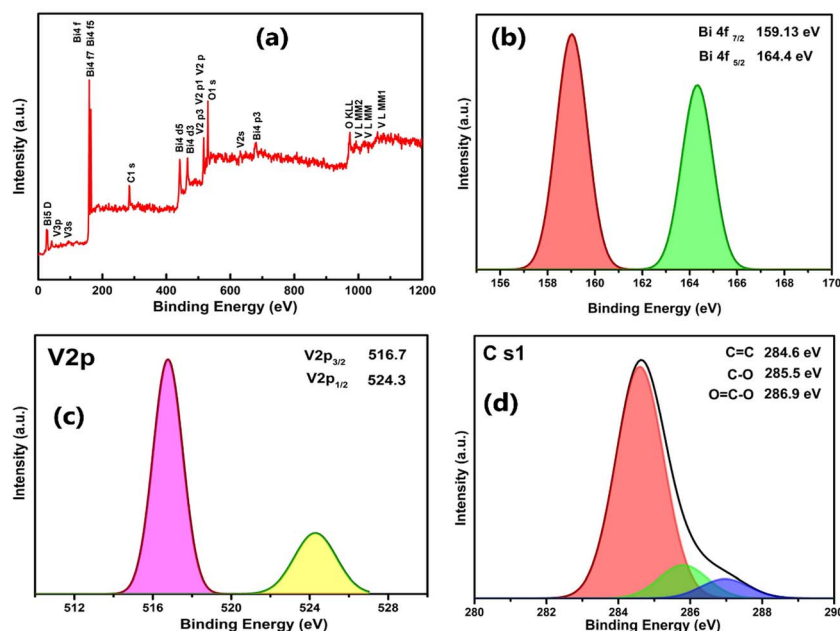 (a)
Intensity (a.u.)
Bi5 D
V3p
V3s
Bi4 f
Bi4 f7 Bi4 f5
C1 s
Bi4 d5
Bi4 d3
V2 p3 V2 p1 V2 p
O1 s
V2s
Bi4 p3
O KLL
V L MM2
V L MM
V L MM1
0 200 400 600 800 1000 1200
Binding Energy (eV)
(b)
Bi 4f 7/2 159.13 eV
Bi 4f 5/2 164.4 eV
Intensity (a.u.)
156 158 160 162 164 166 168 170
Binding Energy (eV)
V2p
V2p3/2 516.7
V2p1/2 524.3
(c)
Intensity (a.u.)
512 516 520 524 528
Binding Energy (eV)
C s1
C=C 284.6 eV
C-O 285.5 eV
O=C-O 286.9 eV
(d)
Intensity (a.u.)
280 282 284 286 288 290
Binding Energy (eV)